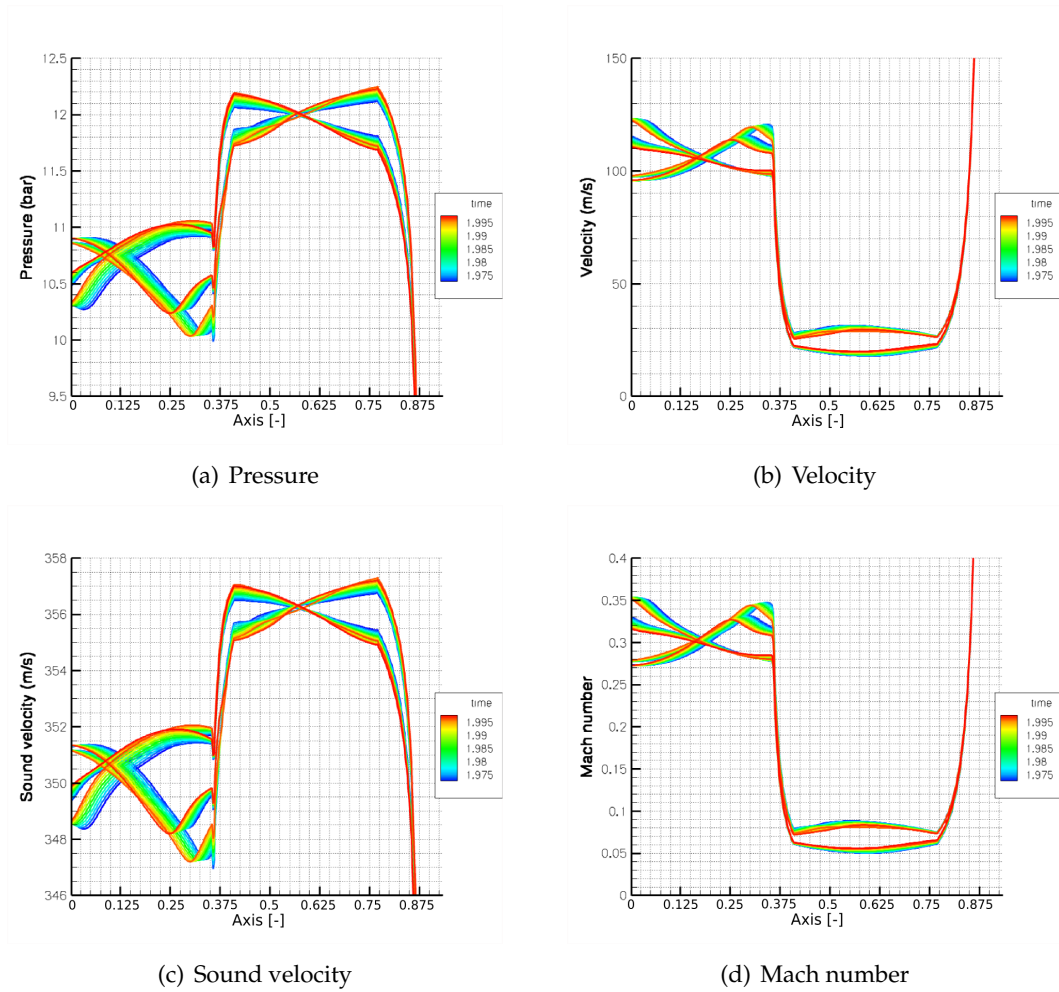 12.5
12
11.5
11
10.5
10
9.5
Pressure (bar)
0 0.125 0.25 0.375 0.5 0.625 0.75 0.875
Axis [-]
time
1.995
1.99
1.985
1.98
1.975
(a) Pressure
150
100
50
0
Velocity (m/s)
0 0.125 0.25 0.375 0.5 0.625 0.75 0.875
Axis [-]
time
1.995
1.99
1.985
1.98
1.975
(b) Velocity
358
356
354
352
350
348
346
Sound velocity (m/s)
0 0.125 0.25 0.375 0.5 0.625 0.75 0.875
Axis [-]
time
1.995
1.99
1.985
1.98
1.975
(c) Sound velocity
0.4
0.35
0.3
0.25
0.2
0.15
0.1
0.05
0
Mach number
0 0.125 0.25 0.375 0.5 0.625 0.75 0.875
Axis [-]
time
1.995
1.99
1.985
1.98
1.975
(d) Mach number